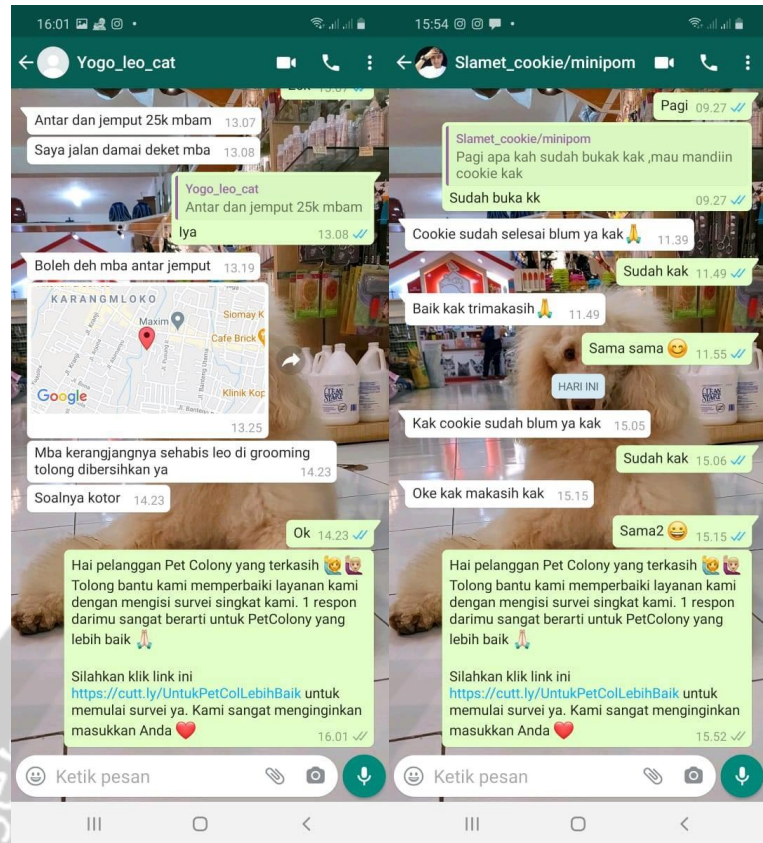 16:01
Yogo_leo_cat
13.07
Antar dan jemput 25k mbam 13.07
Saya jalan damai deket mba 13.08
Yogo_leo_cat
Antar dan jemput 25k mbam
Iya 13.08
Boleh deh mba antar jemput 13.19
KARANGMLOKO
Maxim
Siomay K
Cafe Brick
Klinik Kop
Google
13.25
Mba kerangjangnya sehabis leo di grooming
tolong dibersihkan ya 14.23
Soalnya kotor 14.23
Ok 14.23
Hai pelanggan Pet Colony yang terkasih 🙋 🙋🏼
Tolong bantu kami memperbaiki layanan kami
dengan mengisi survei singkat kami. 1 respon
darimu sangat berarti untuk PetColony yang
lebih baik 🙏🏻
Silahkan klik link ini
https://cutt.ly/UntukPetColLebihBaik untuk
memulai survei ya. Kami sangat menginginkan
masukkan Anda ❤️ 16.01
Ketik pesan
15:54
Slamet_cookie/minipom
Pagi 09.27
Slamet_cookie/minipom
Pagi apa kah sudah bukak kak ,mau mandiin
cookie kak
Sudah buka kk 09.27
Cookie sudah selesai blum ya kak🙏 11.39
Sudah kak 11.49
Baik kak trimakasih🙏 11.49
Sama sama 😊 11.55
HARI INI
Kak cookie sudah blum ya kak 15.05
Sudah kak 15.06
Oke kak makasih kak 15.15
Sama2 😄 15.15
Hai pelanggan Pet Colony yang terkasih 🙋 🙋🏼
Tolong bantu kami memperbaiki layanan kami
dengan mengisi survei singkat kami. 1 respon
darimu sangat berarti untuk PetColony yang
lebih baik 🙏🏻
Silahkan klik link ini
https://cutt.ly/UntukPetColLebihBaik untuk
memulai survei ya. Kami sangat menginginkan
masukkan Anda ❤️ 15.52
Ketik pesan